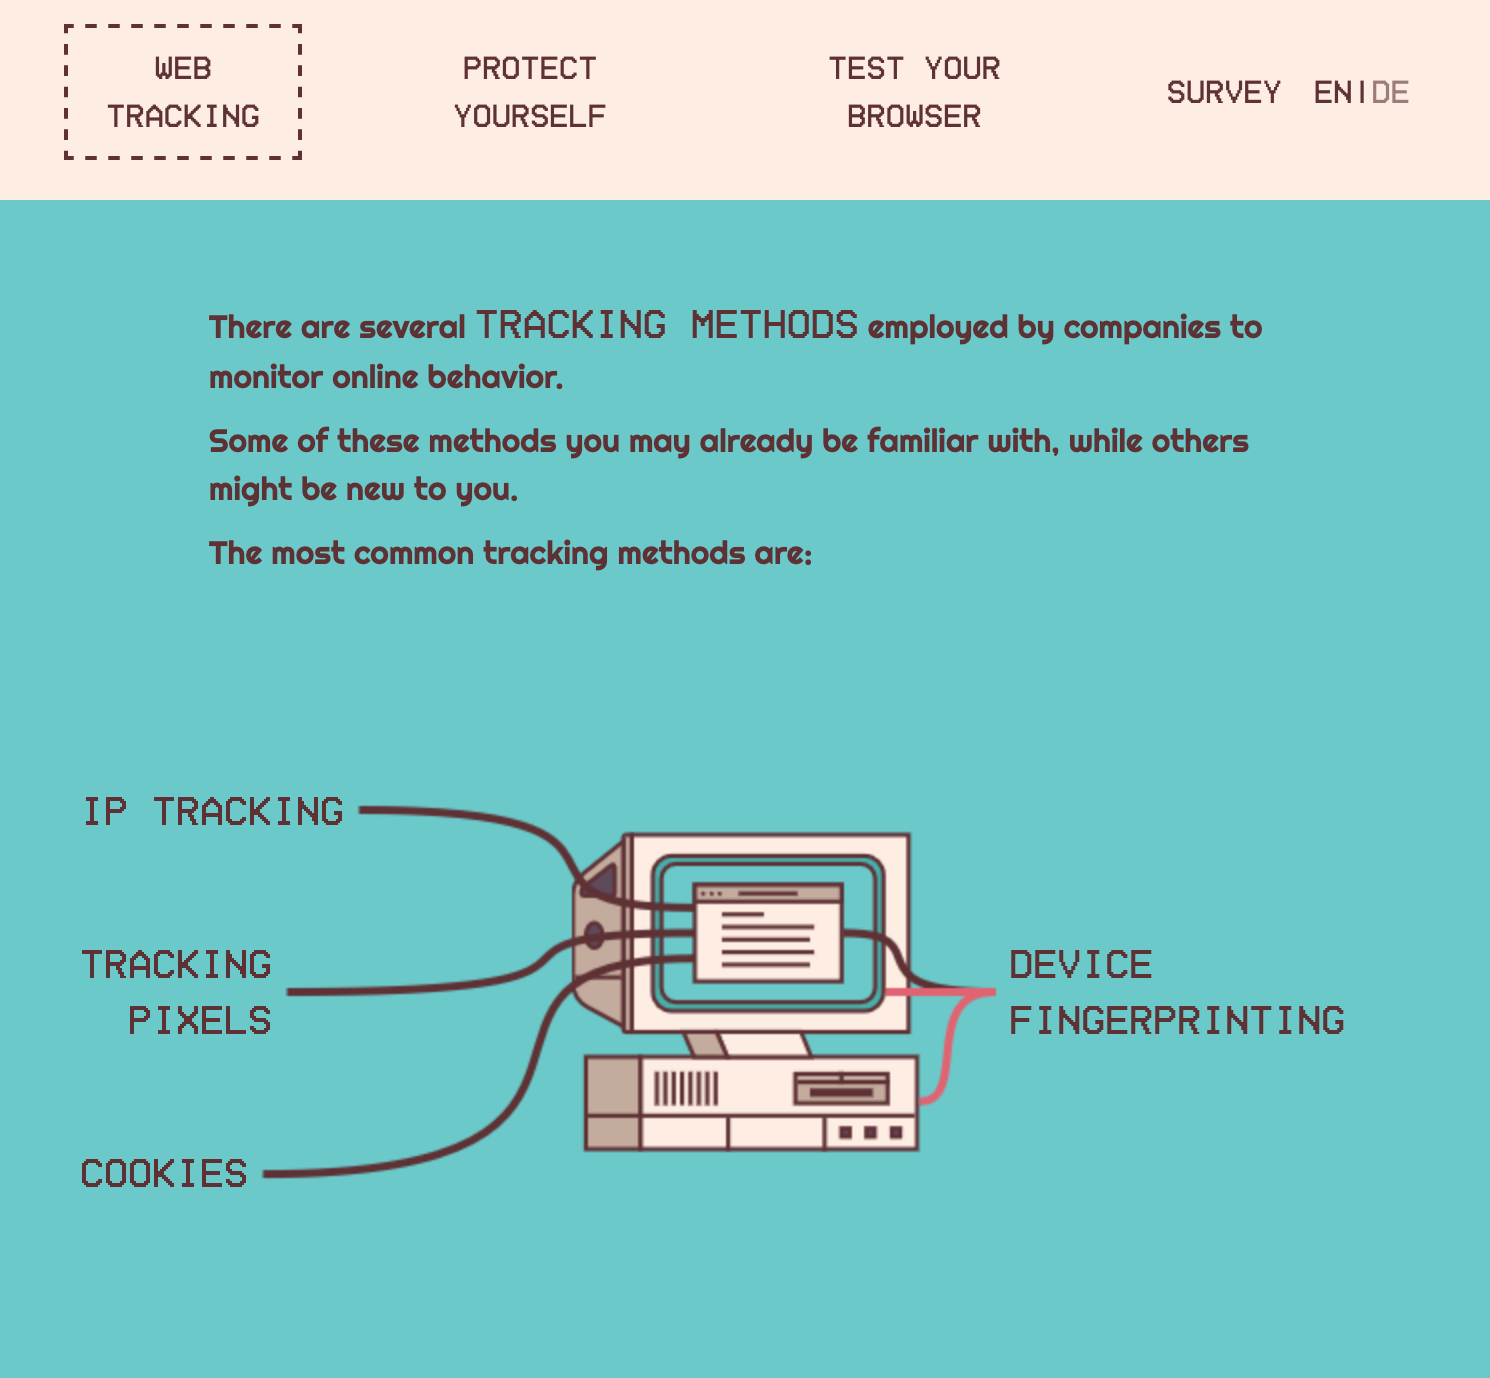 WEB
TRACKING
PROTECT
YOURSELF
TEST YOUR
BROWSER
SURVEY EN|DE
There are several TRACKING METHODS employed by companies to
monitor online behavior.
Some of these methods you may already be familiar with, while others
might be new to you.
The most common tracking methods are:
IP TRACKING
TRACKING
PIXELS
COOKIES
DEVICE
FINGERPRINTING